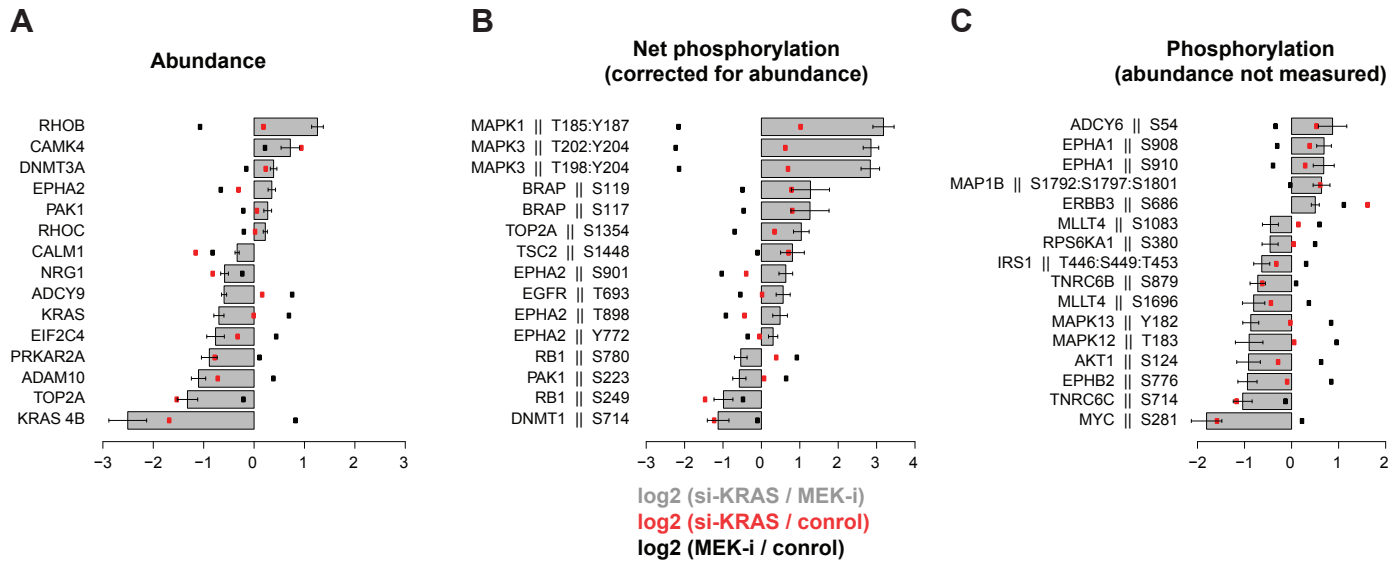 A
Abundance
RHOB
CAMK4
DNMT3A
EPHA2
PAK1
RHOC
CALM1
NRG1
ADCY9
KRAS
EIF2C4
PRKAR2A
ADAM10
TOP2A
KRAS 4B
−3 −2 −1 0 1 2 3
B
Net phosphorylation
(corrected for abundance)
MAPK1 || T185:Y187
MAPK3 || T202:Y204
MAPK3 || T198:Y204
BRAP || S119
BRAP || S117
TOP2A || S1354
TSC2 || S1448
EPHA2 || S901
EGFR || T693
EPHA2 || T898
EPHA2 || Y772
RB1 || S780
PAK1 || S223
RB1 || S249
DNMT1 || S714
−3 −2 −1 0 1 2 3 4
log2 (si-KRAS / MEK-i)
log2 (si-KRAS / conrol)
log2 (MEK-i / conrol)
C
Phosphorylation
(abundance not measured)
ADCY6 || S54
EPHA1 || S908
EPHA1 || S910
MAP1B || S1792:S1797:S1801
ERBB3 || S686
MLLT4 || S1083
RPS6KA1 || S380
IRS1 || T446:S449:T453
TNRC6B || S879
MLLT4 || S1696
MAPK13 || Y182
MAPK12 || T183
AKT1 || S124
EPHB2 || S776
TNRC6C || S714
MYC || S281
−2 −1 0 1 2